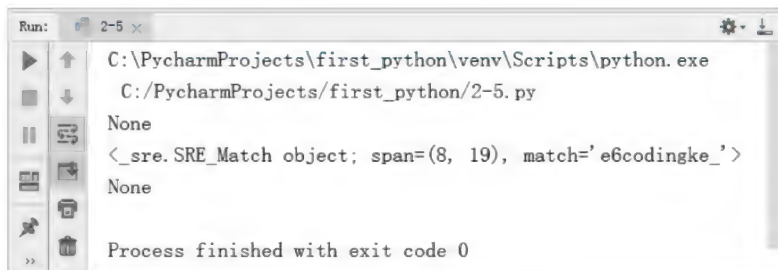 Run: 2-5
C:\PycharmProjects\first_python\venv\Scripts\python.exe
C:/PycharmProjects/first_python/2-5.py
None
<_sre.SRE_Match object; span=(8, 19), match='e6codingke_'>
None
Process finished with exit code 0